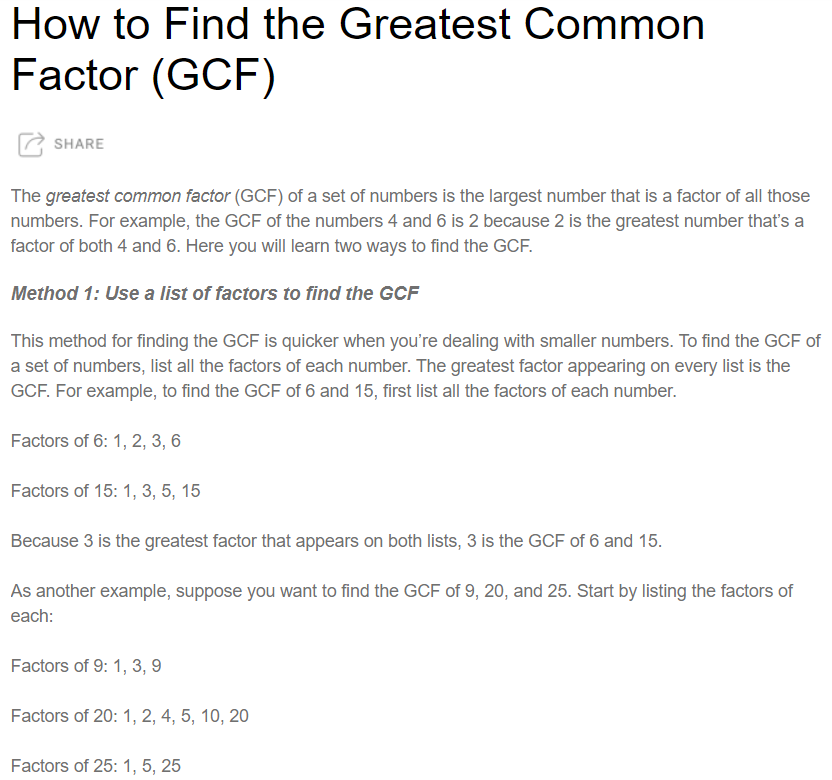 How to Find the Greatest Common
Factor (GCF)
SHARE
The greatest common factor (GCF) of a set of numbers is the largest number that is a factor of all those
numbers. For example, the GCF of the numbers 4 and 6 is 2 because 2 is the greatest number that’s a
factor of both 4 and 6. Here you will learn two ways to find the GCF.
Method 1: Use a list of factors to find the GCF
This method for finding the GCF is quicker when you’re dealing with smaller numbers. To find the GCF of
a set of numbers, list all the factors of each number. The greatest factor appearing on every list is the
GCF. For example, to find the GCF of 6 and 15, first list all the factors of each number.
Factors of 6: 1, 2, 3, 6
Factors of 15: 1, 3, 5, 15
Because 3 is the greatest factor that appears on both lists, 3 is the GCF of 6 and 15.
As another example, suppose you want to find the GCF of 9, 20, and 25. Start by listing the factors of
each:
Factors of 9: 1, 3, 9
Factors of 20: 1, 2, 4, 5, 10, 20
Factors of 25: 1, 5, 25